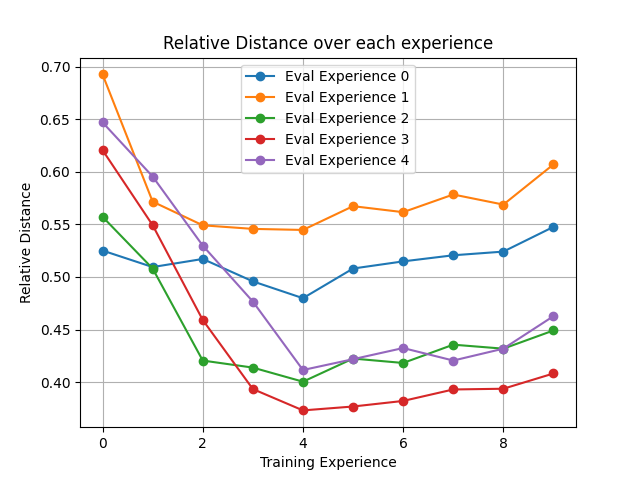 Relative Distance over each experience
Eval Experience 0
Eval Experience 1
Eval Experience 2
Eval Experience 3
Eval Experience 4
Relative Distance
0.70
0.65
0.60
0.55
0.50
0.45
0.40
0 2 4 6 8
Training Experience